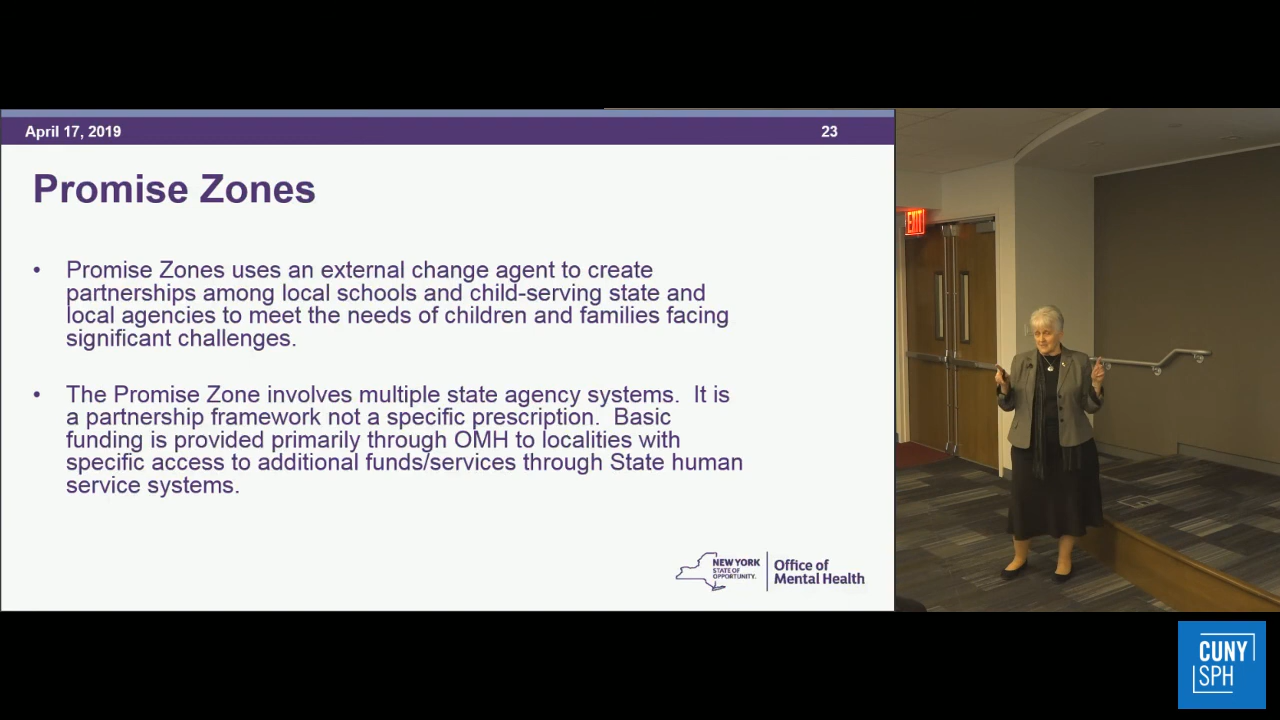 April 17, 2019
23
Promise Zones
• Promise Zones uses an external change agent to create
partnerships among local schools and child-serving state and
local agencies to meet the needs of children and families facing
significant challenges.
• The Promise Zone involves multiple state agency systems.  It is
a partnership framework not a specific prescription.  Basic
funding is provided primarily through OMH to localities with
specific access to additional funds/services through State human
service systems.
NEW YORK
STATE OF
OPPORTUNITY.
Office of
Mental Health
EXIT
CUNY
SPH